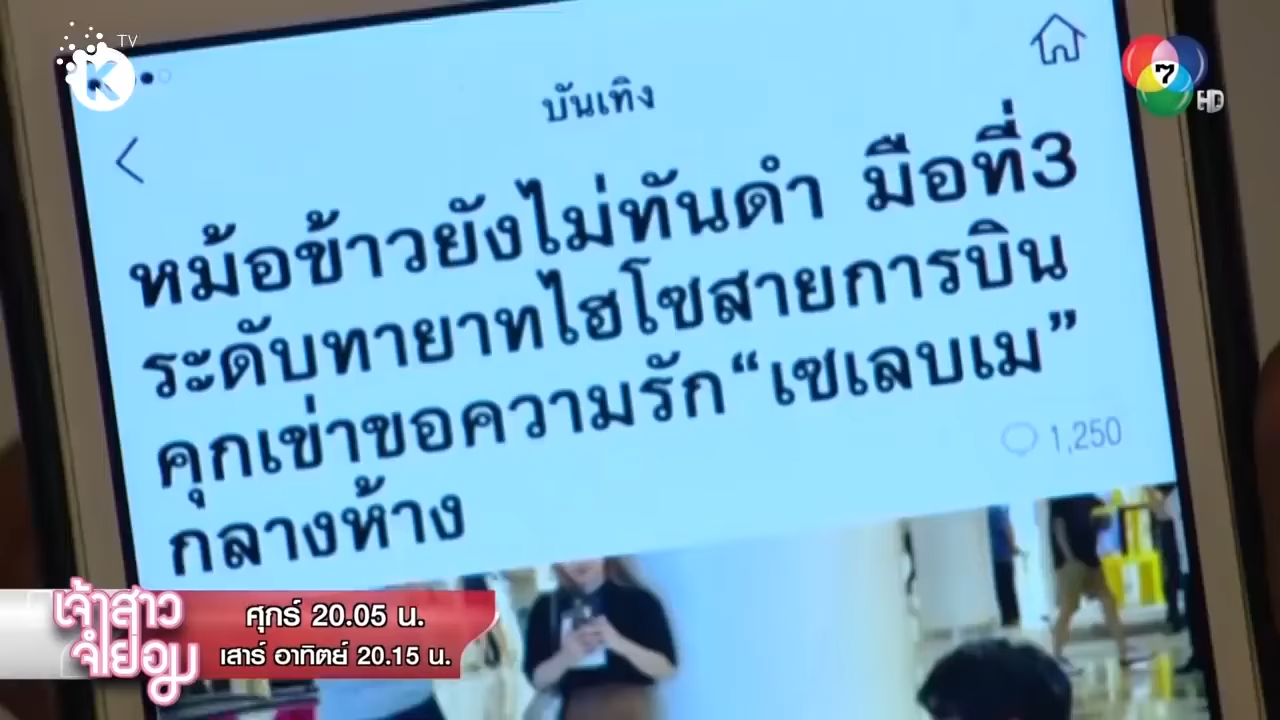 TV
K
7
HD
บันเทิง
หม้อข้าวยังไม่ทันดำ มือที่3
ระดับทายาทไฮโซสายการบิน
คุกเข่าขอความรัก“เซเลบเม”
1,250
กลางห้าง
เจ้าสาว
จำยอม
ศุกร์ 20.05 น.
เสาร์ อาทิตย์ 20.15 น.